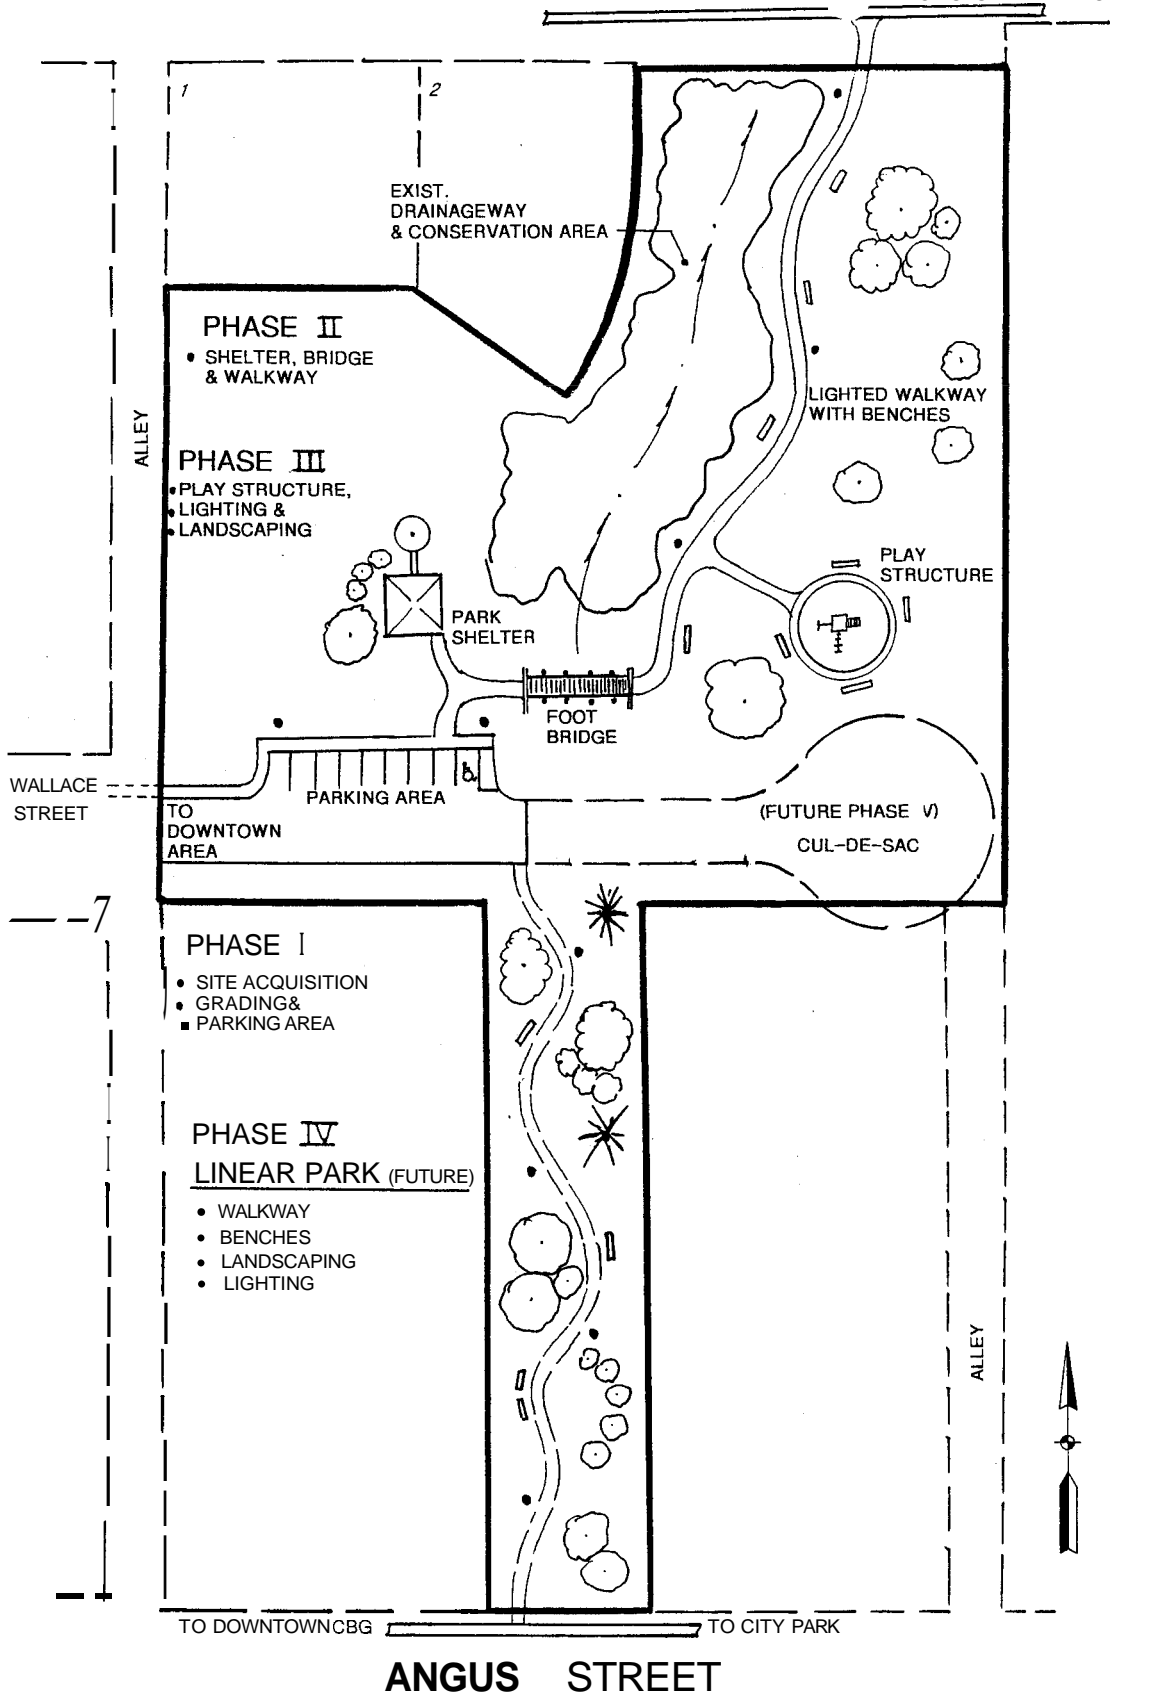 1
2
EXIST.
DRAINAGEWAY
& CONSERVATION AREA
PHASE II
• SHELTER, BRIDGE
& WALKWAY
LIGHTED WALKWAY
WITH BENCHES
ALLEY
PHASE III
• PLAY STRUCTURE,
• LIGHTING &
• LANDSCAPING
PLAY
STRUCTURE
PARK
SHELTER
FOOT
BRIDGE
WALLACE
STREET
PARKING AREA
TO
DOWNTOWN
AREA
(FUTURE PHASE V)
CUL-DE-SAC
7
PHASE I
• SITE ACQUISITION
• GRADING&
■ PARKING AREA
PHASE IV
LINEAR PARK (FUTURE)
• WALKWAY
• BENCHES
• LANDSCAPING
• LIGHTING
ALLEY
TO DOWNTOWN CBG
TO CITY PARK
ANGUS STREET